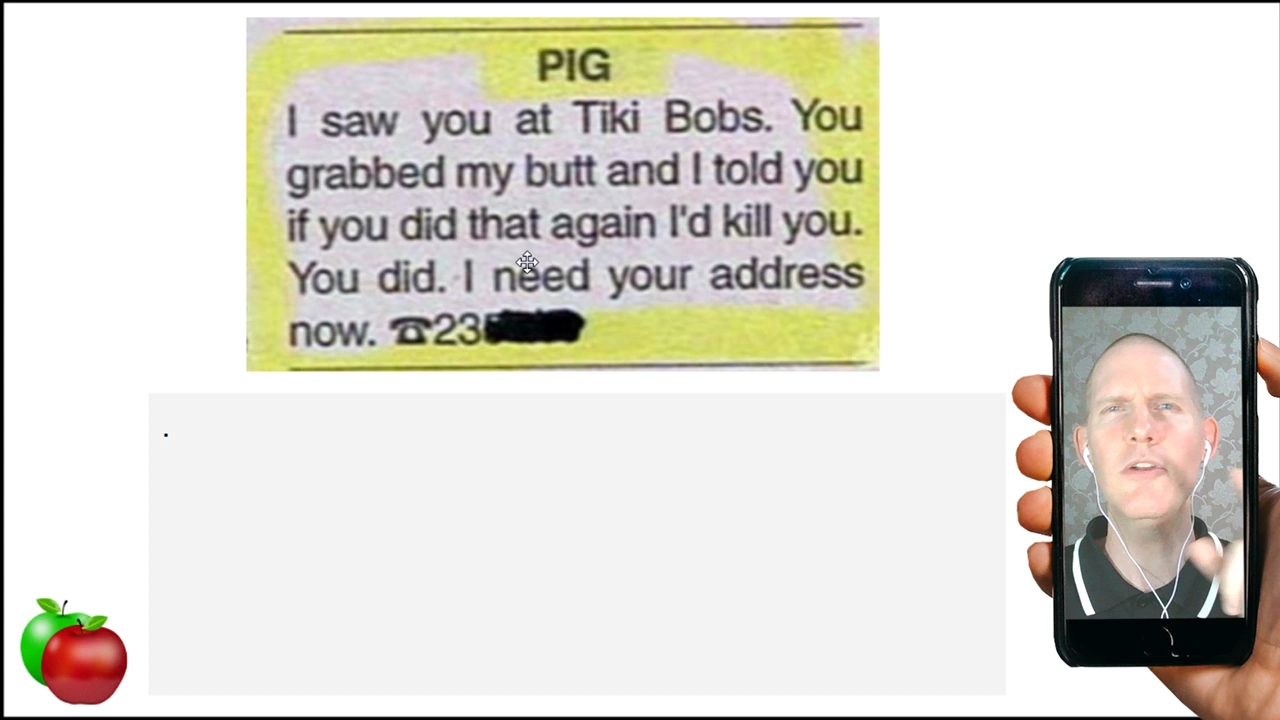 PIG
I saw you at Tiki Bobs. You
grabbed my butt and I told you
if you did that again I'd kill you.
You did. I need your address
now. ☎23
.